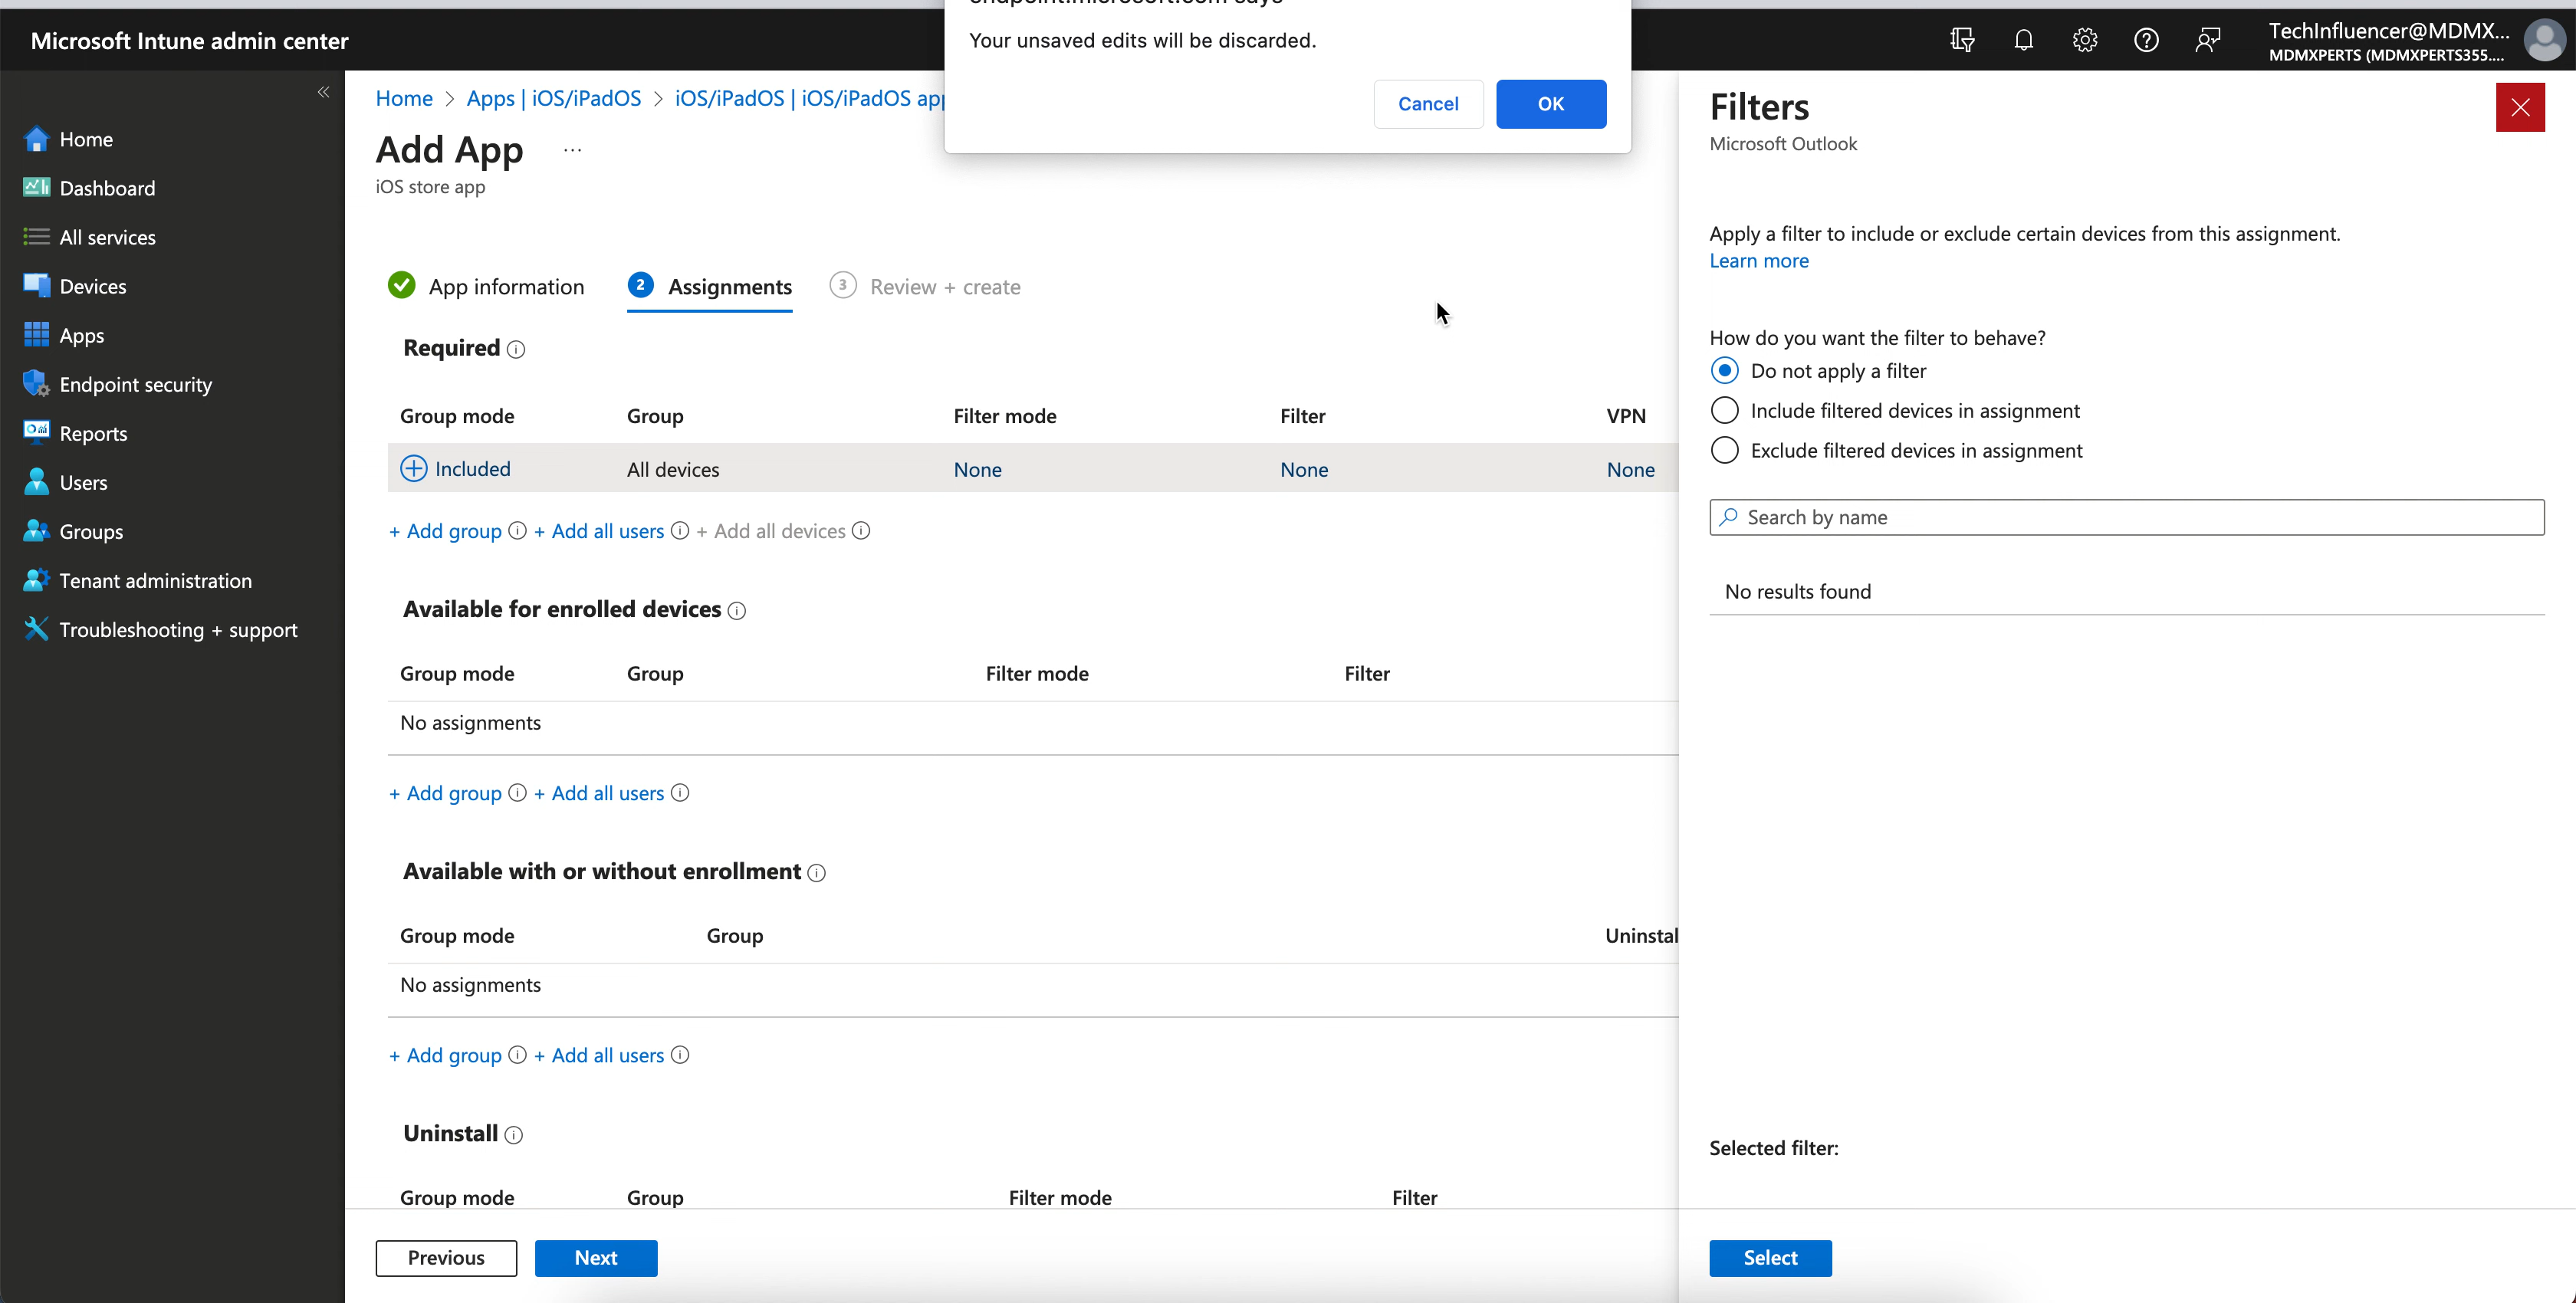 endpoint.microsoft.com says
Your unsaved edits will be discarded.
Cancel
OK
Microsoft Intune admin center
TechInfluencer@MDMX...
MDMXPERTS (MDMXPERTS355....
Home
Dashboard
All services
Devices
Apps
Endpoint security
Reports
Users
Groups
Tenant administration
Troubleshooting + support
Home > Apps | iOS/iPadOS > iOS/iPadOS | iOS/iPadOS app
Add App ...
iOS store app
App information 2 Assignments 3 Review + create
Required
Group mode Group Filter mode Filter VPN
Included All devices None None None
+ Add group + Add all users + Add all devices
Available for enrolled devices
Group mode Group Filter mode Filter
No assignments
+ Add group + Add all users
Available with or without enrollment
Group mode Group Uninstal
No assignments
+ Add group + Add all users
Uninstall
Group mode Group Filter mode Filter
Previous Next
Filters
Microsoft Outlook
Apply a filter to include or exclude certain devices from this assignment.
Learn more
How do you want the filter to behave?
Do not apply a filter
Include filtered devices in assignment
Exclude filtered devices in assignment
Search by name
No results found
Selected filter:
Select